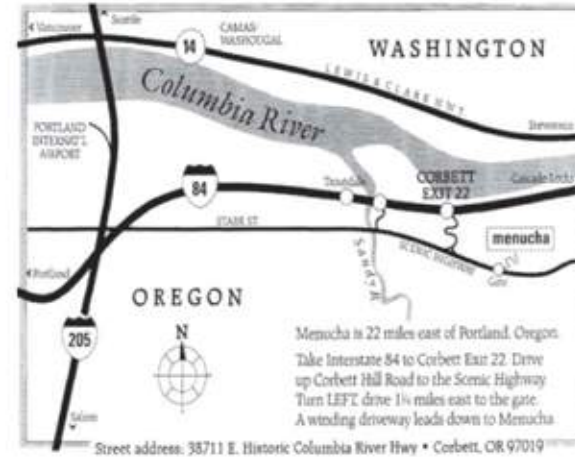 Seattle
Vancouver
CAMAS/
WASHOUGAL
14
WASHINGTON
LEWIS & CLARK HWY
Columbia River
Stevenson
PORTLAND
INTERNAT'L
AIRPORT
CORBETT
EXIT 22
Troutdale
Cascade Locks
84
STARK ST.
menucha
SCENIC HIGHWAY
Gate
Sandy R.
Portland
OREGON
205
N
Salem
Menucha is 22 miles east of Portland, Oregon.
Take Interstate 84 to Corbett Exit 22. Drive
up Corbett Hill Road to the Scenic Highway.
Turn LEFT, drive 1¼ miles east to the gate.
A winding driveway leads down to Menucha.
Street address: 38711 E. Historic Columbia River Hwy • Corbett, OR 97019